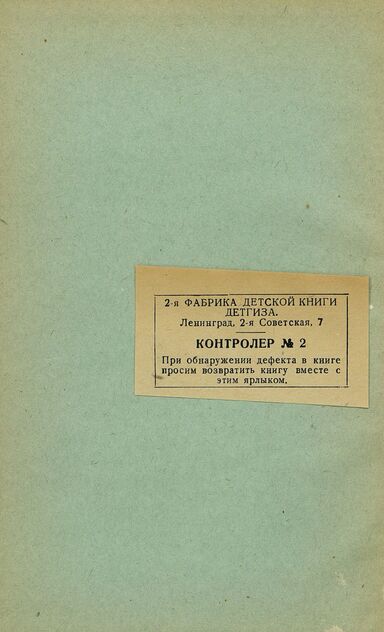 2-я ФАБРИКА ДЕТСКОЙ КНИГИ
ДЕТГИЗА.
Ленинград, 2-я Советская, 7
КОНТРОЛЕР № 2
При обнаружении дефекта в книге
просим возвратить книгу вместе с
этим ярлыком.